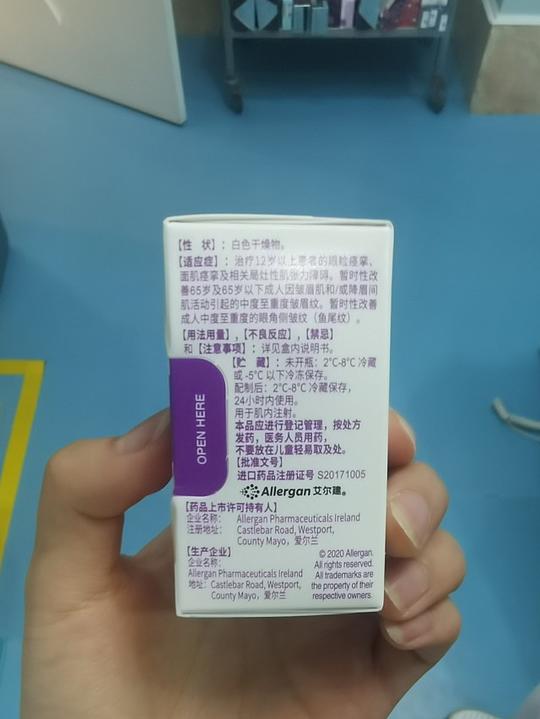 【性 状】：白色干燥物。
【适应症】：治疗12岁以上患者的眼睑痉挛、
面肌痉挛及相关局灶性肌张力障碍。暂时性改
善65岁及65岁以下成人因皱眉肌和/或降眉间
肌活动引起的中度至重度皱眉纹。暂时性改善
成人中度至重度的眼角侧皱纹（鱼尾纹）。
【用法用量】，【不良反应】，【禁忌】
和【注意事项】：详见盒内说明书。
【贮 藏】：未开瓶：2°C-8°C 冷藏
或 -5°C 以下冷冻保存。
配制后：2°C-8°C 冷藏保存，
24小时内使用。
用于肌内注射。
本品应进行登记管理，按处方
发药，医务人员用药，
不要放在儿童轻易取及处。
【批准文号】
进口药品注册证号 S20171005
OPEN HERE
Allergan 艾尔建®
【药品上市许可持有人】
企业名称： Allergan Pharmaceuticals Ireland
注册地址： Castlebar Road, Westport,
County Mayo，爱尔兰
【生产企业】
企业名称：
Allergan Pharmaceuticals Ireland
地址： Castlebar Road, Westport,
County Mayo，爱尔兰
© 2020 Allergan.
All rights reserved.
All trademarks are
the property of their
respective owners.